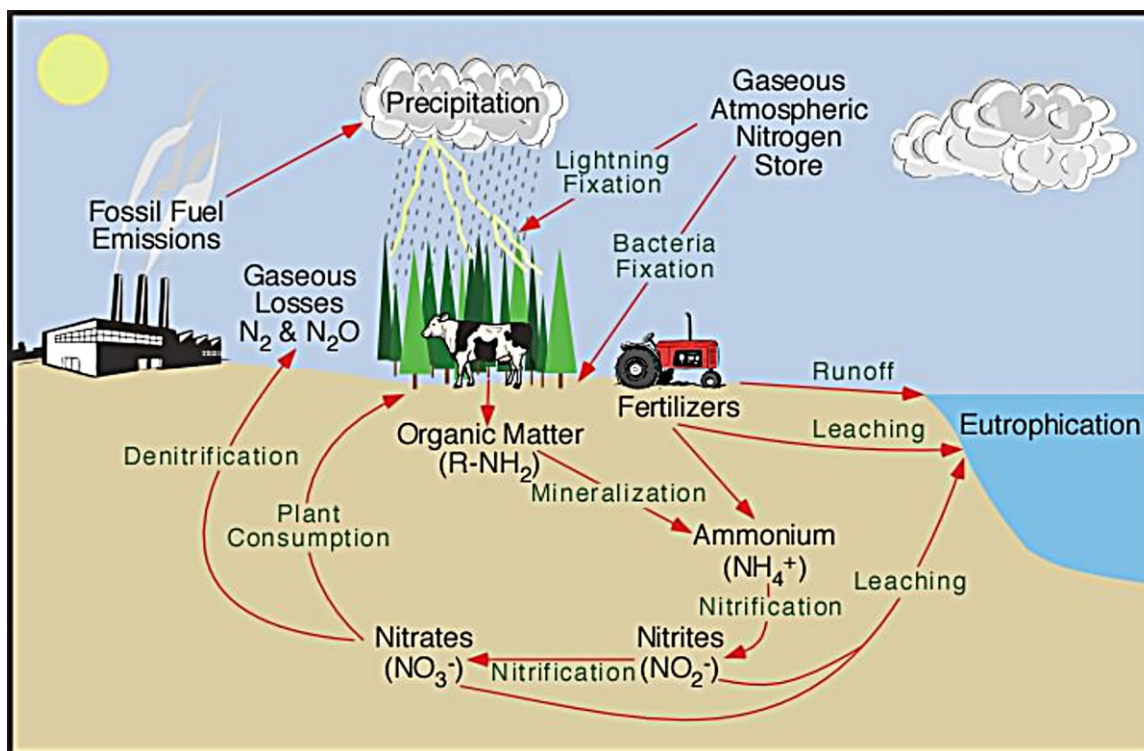 Precipitation
Gaseous
Atmospheric
Nitrogen
Store
Lightning
Fixation
Fossil Fuel
Emissions
Bacteria
Fixation
Gaseous
Losses
N₂ & N₂O
Runoff
Fertilizers
Leaching
Eutrophication
Organic Matter
(R-NH₂)
Denitrification
Mineralization
Plant
Consumption
Ammonium
(NH₄⁺)
Leaching
Nitrification
Nitrates
(NO₃⁻)
Nitrification
Nitrites
(NO₂⁻)